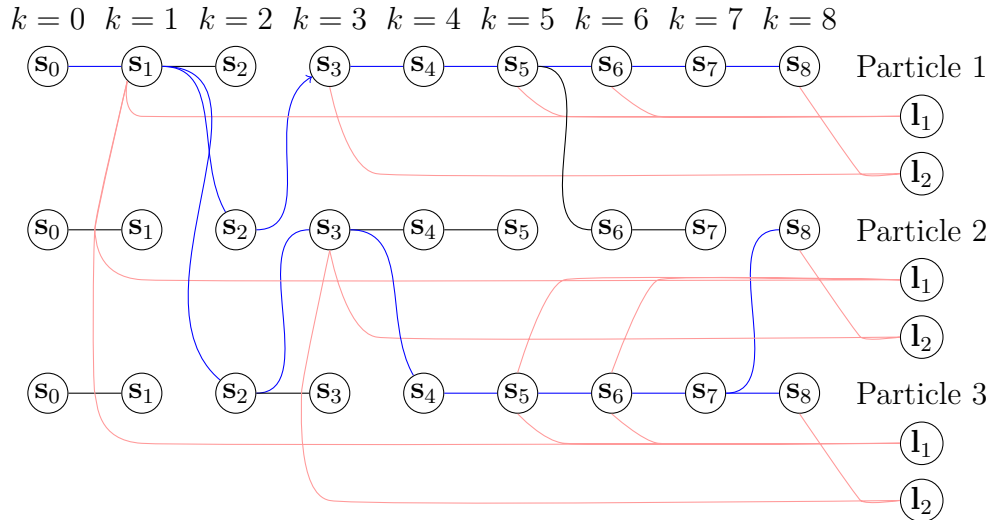 k = 0 k = 1 k = 2 k = 3 k = 4 k = 5 k = 6 k = 7 k = 8
s₀ s₁ s₂ s₃ s₄ s₅ s₆ s₇ s₈ Particle 1
l₁
l₂
s₀ s₁ s₂ s₃ s₄ s₅ s₆ s₇ s₈ Particle 2
l₁
l₂
s₀ s₁ s₂ s₃ s₄ s₅ s₆ s₇ s₈ Particle 3
l₁
l₂